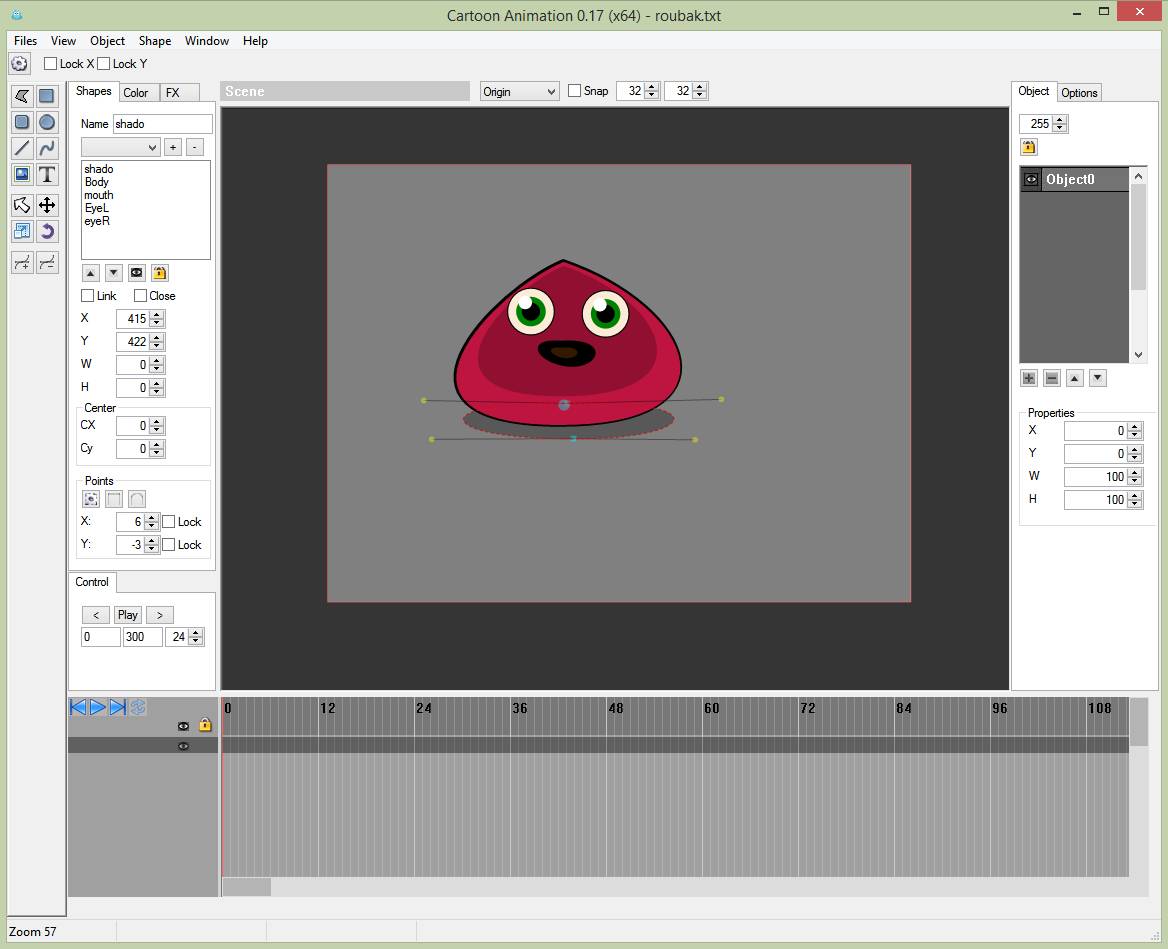 Cartoon Animation 0.17 (x64) - roubak.txt
Files View Object Shape Window Help
Lock X Lock Y
Shapes Color FX
Scene
Origin Snap 32 32
Object Options
Name shado
255
+ -
shado
Body
mouth
EyeL
eyeR
Object0
Link Close
X 415
Y 422
W 0
H 0
Center
CX 0
Cy 0
Points
X: 6 Lock
Y: -3 Lock
Properties
X 0
Y 0
W 100
H 100
Control
< Play >
0 300 24
0 12 24 36 48 60 72 84 96 108
Zoom 57